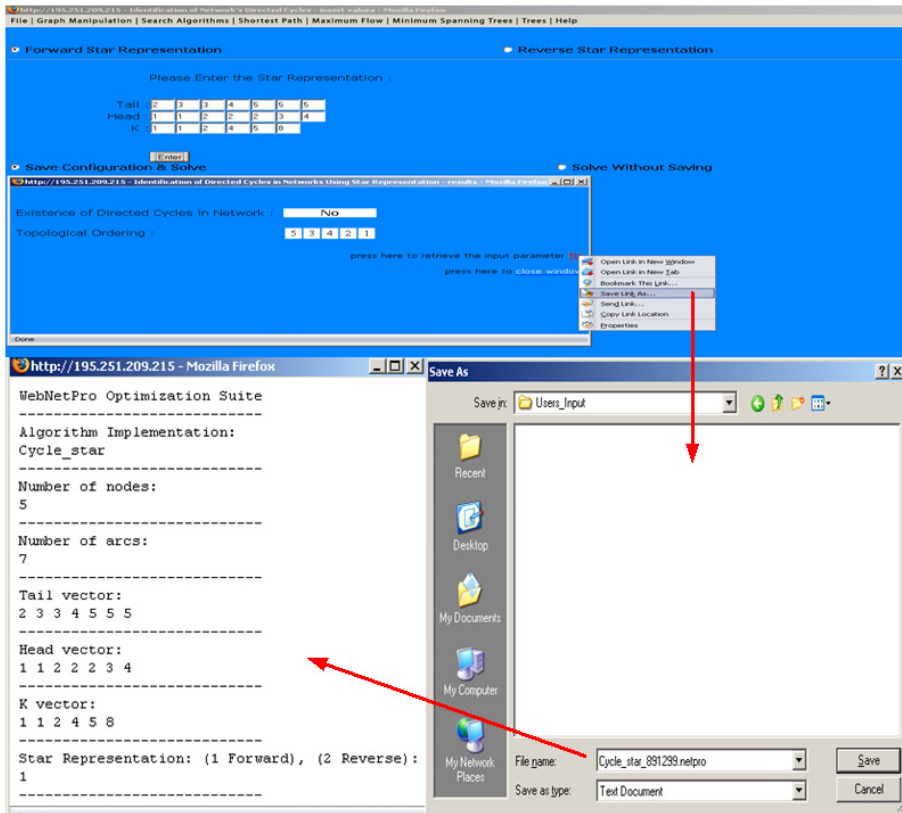 http://195.251.209.215 - Identification of Network's Directed Cycles - insert values - Mozilla Firefox
File | Graph Manipulation | Search Algorithms | Shortest Path | Maximum Flow | Minimum Spanning Trees | Trees | Help
Forward Star Representation
Reverse Star Representation
Please Enter the Star Representation :
Tail : 2 3 3 4 5 5 5
Head : 1 1 2 2 2 3 4
K : 1 1 2 4 5 8
Enter
Save Configuration & Solve
Solve Without Saving
http://195.251.209.215 - Identification of Directed Cycles in Networks Using Star Representation - results - Mozilla Firefox
Existence of Directed Cycles in Network : No
Topological Ordering : 5 3 4 2 1
press here to retrieve the input parameter
press here to close window
Open Link in New Window
Open Link in New Tab
Bookmark This Link...
Save Link As...
Send Link...
Copy Link Location
Properties
Done
http://195.251.209.215 - Mozilla Firefox
WebNetPro Optimization Suite
----------------------------
Algorithm Implementation:
Cycle_star
----------------------------
Number of nodes:
5
----------------------------
Number of arcs:
7
----------------------------
Tail vector:
2 3 3 4 5 5 5
----------------------------
Head vector:
1 1 2 2 2 3 4
----------------------------
K vector:
1 1 2 4 5 8
----------------------------
Star Representation: (1 Forward), (2 Reverse):
1
----------------------------
Save As
Save in: Users_Input
Recent
Desktop
My Documents
My Computer
My Network
Places
File name: Cycle_star_891299.netpro
Save
Save as type: Text Document
Cancel